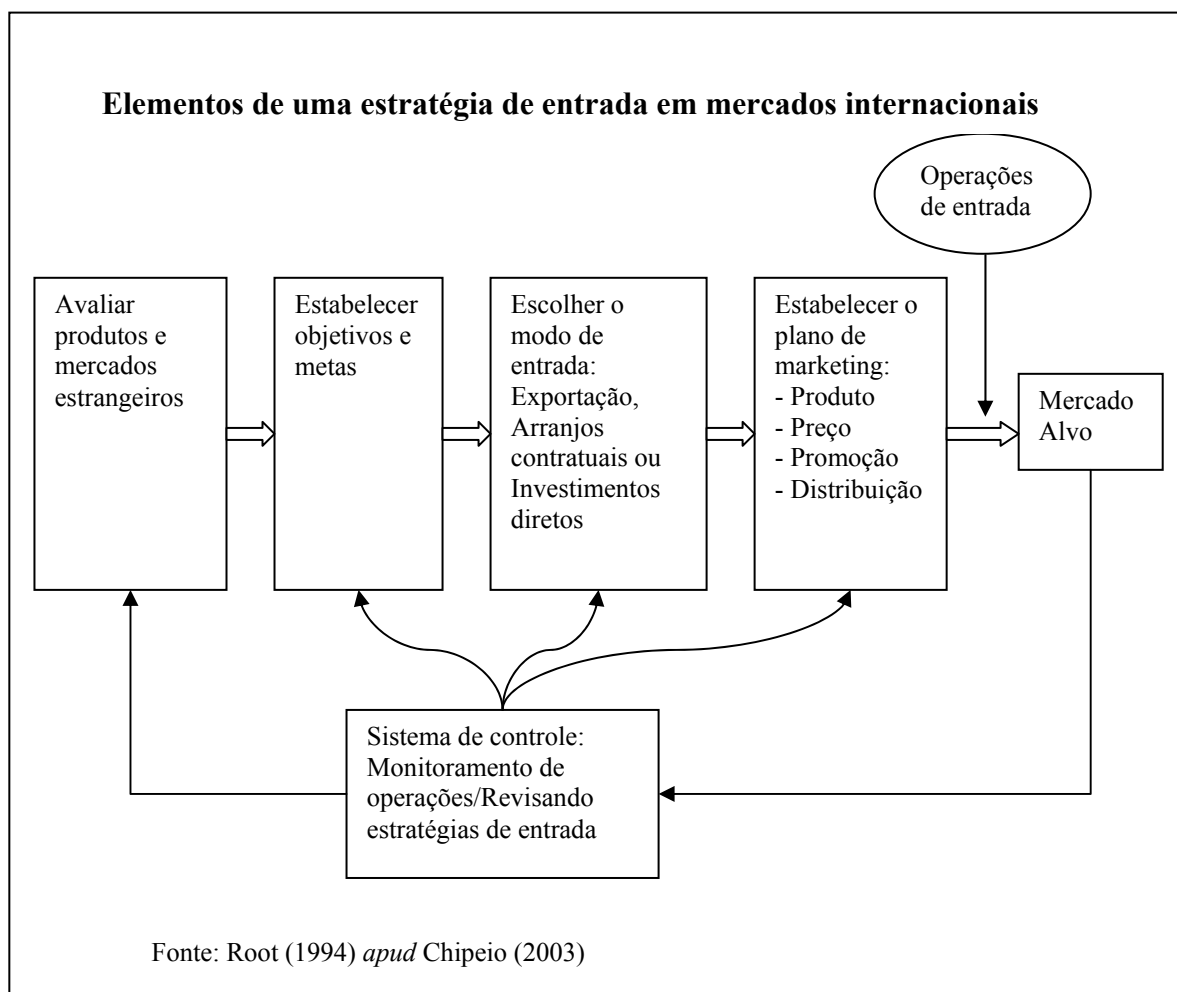 Elementos de uma estratégia de entrada em mercados internacionais
Operações
de entrada
Avaliar
produtos e
mercados
estrangeiros
Estabelecer
objetivos e
metas
Escolher o
modo de
entrada:
Exportação,
Arranjos
contratuais ou
Investimentos
diretos
Estabelecer o
plano de
marketing:
- Produto
- Preço
- Promoção
- Distribuição
Mercado
Alvo
Sistema de controle:
Monitoramento de
operações/Revisando
estratégias de entrada
Fonte: Root (1994) apud Chipeio (2003)